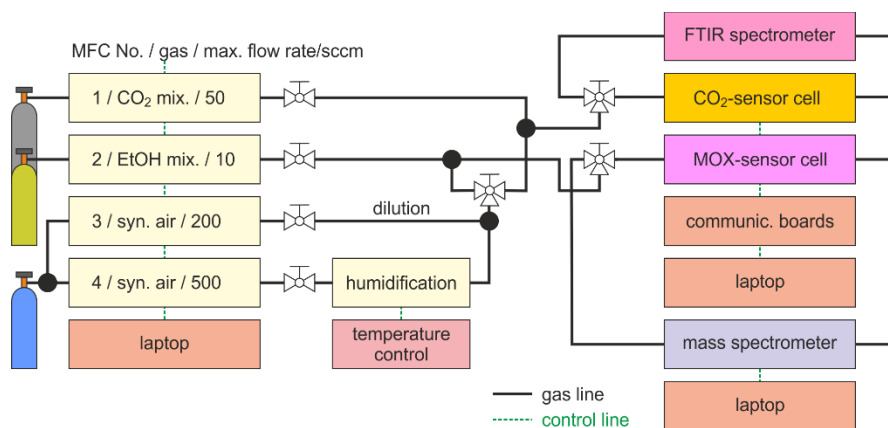 MFC No. / gas / max. flow rate/sccm
1 / CO₂ mix. / 50
2 / EtOH mix. / 10
3 / syn. air / 200
4 / syn. air / 500
laptop
dilution
humidification
temperature
control
FTIR spectrometer
CO₂-sensor cell
MOX-sensor cell
communic. boards
laptop
mass spectrometer
laptop
gas line
control line